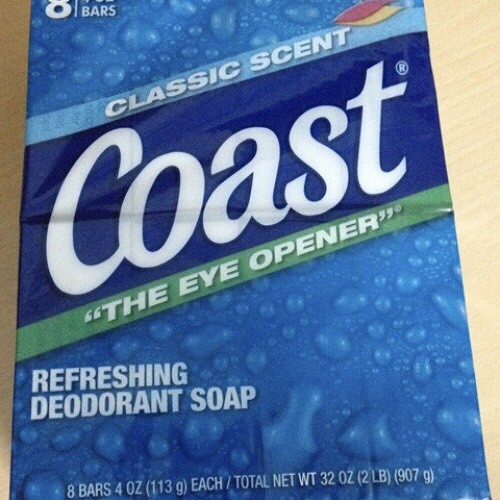 8 BARS
CLASSIC SCENT
Coast®
"THE EYE OPENER"®
REFRESHING
DEODORANT SOAP
8 BARS 4 OZ (113 g) EACH / TOTAL NET WT 32 OZ (2 LB) (907 g)